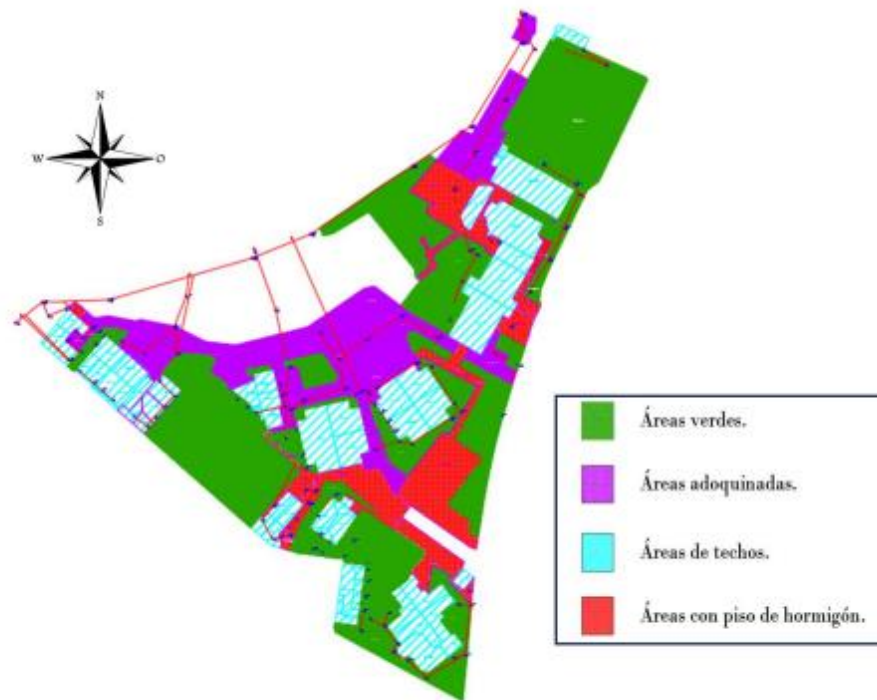 N
W
O
S
Áreas verdes.
Áreas adoquinadas.
Áreas de techos.
Áreas con piso de hormigón.